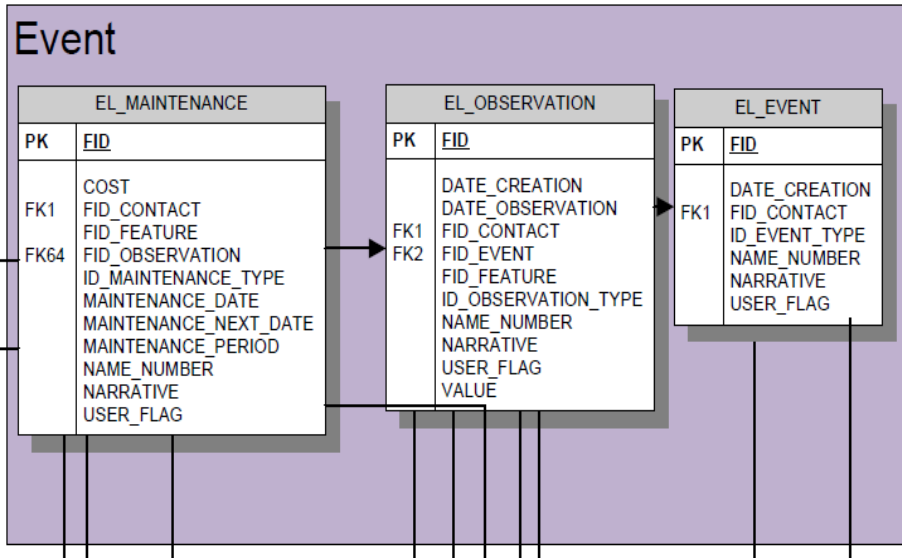 Event
EL_MAINTENANCE
PK FID
COST
FK1 FID_CONTACT
FID_FEATURE
FK64 FID_OBSERVATION
ID_MAINTENANCE_TYPE
MAINTENANCE_DATE
MAINTENANCE_NEXT_DATE
MAINTENANCE_PERIOD
NAME_NUMBER
NARRATIVE
USER_FLAG
EL_OBSERVATION
PK FID
DATE_CREATION
DATE_OBSERVATION
FK1 FID_CONTACT
FK2 FID_EVENT
FID_FEATURE
ID_OBSERVATION_TYPE
NAME_NUMBER
NARRATIVE
USER_FLAG
VALUE
EL_EVENT
PK FID
DATE_CREATION
FK1 FID_CONTACT
ID_EVENT_TYPE
NAME_NUMBER
NARRATIVE
USER_FLAG